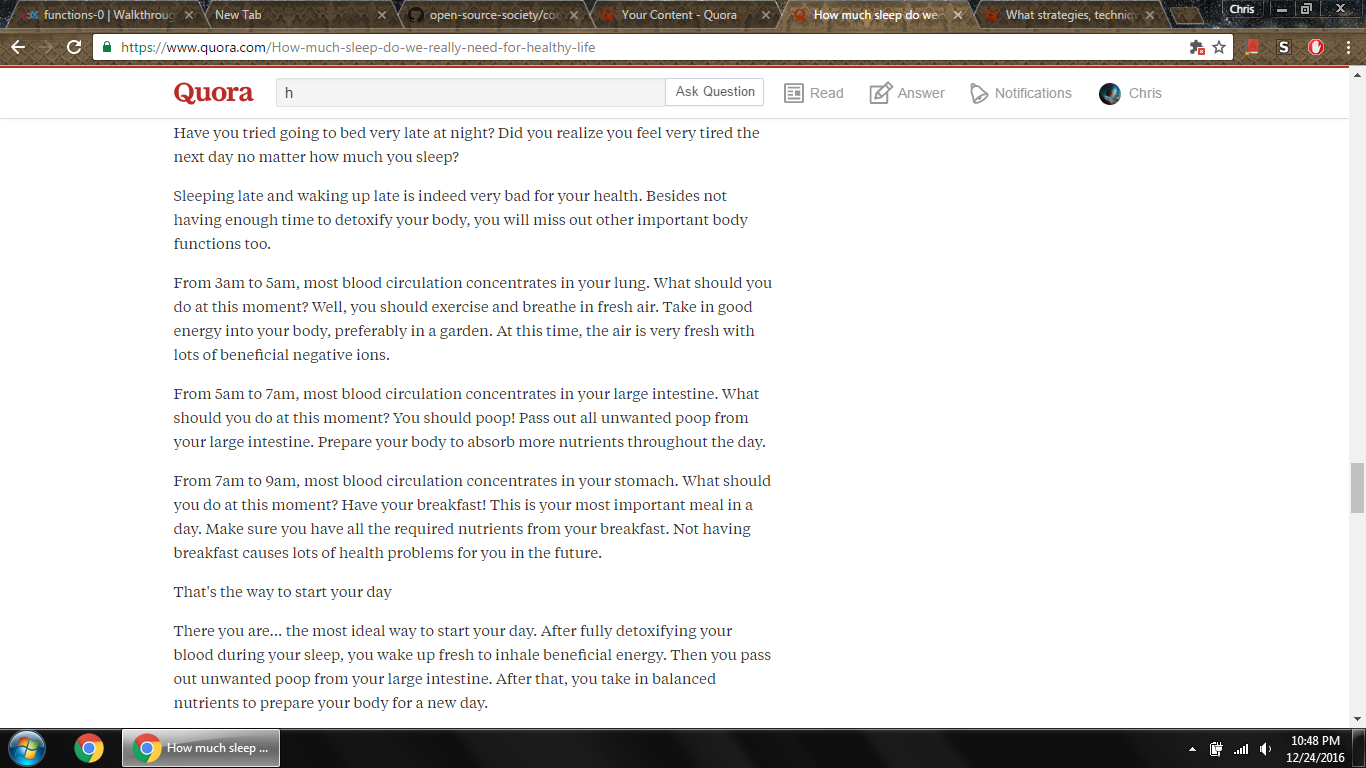 functions-0 | Walkthroug
New Tab
open-source-society/co
Your Content - Quora
How much sleep do we
What strategies, techniq
Chris
https://www.quora.com/How-much-sleep-do-we-really-need-for-healthy-life
S
Quora
h
Ask Question
Read
Answer
Notifications
Chris
Have you tried going to bed very late at night? Did you realize you feel very tired the
next day no matter how much you sleep?
Sleeping late and waking up late is indeed very bad for your health. Besides not
having enough time to detoxify your body, you will miss out other important body
functions too.
From 3am to 5am, most blood circulation concentrates in your lung. What should you
do at this moment? Well, you should exercise and breathe in fresh air. Take in good
energy into your body, preferably in a garden. At this time, the air is very fresh with
lots of beneficial negative ions.
From 5am to 7am, most blood circulation concentrates in your large intestine. What
should you do at this moment? You should poop! Pass out all unwanted poop from
your large intestine. Prepare your body to absorb more nutrients throughout the day.
From 7am to 9am, most blood circulation concentrates in your stomach. What should
you do at this moment? Have your breakfast! This is your most important meal in a
day. Make sure you have all the required nutrients from your breakfast. Not having
breakfast causes lots of health problems for you in the future.
That's the way to start your day
There you are... the most ideal way to start your day. After fully detoxifying your
blood during your sleep, you wake up fresh to inhale beneficial energy. Then you pass
out unwanted poop from your large intestine. After that, you take in balanced
nutrients to prepare your body for a new day.
How much sleep ...
10:48 PM
12/24/2016